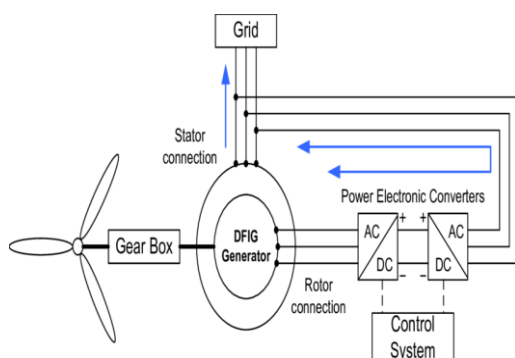 Grid
Stator
connection
Power Electronic Converters
Gear Box
DFIG
Generator
AC
DC
+ +
− −
AC
DC
Rotor
connection
Control
System